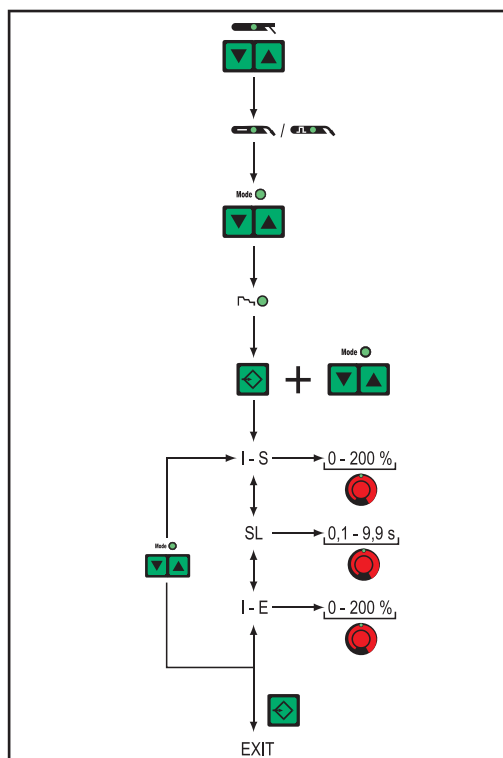 /
Mode
+
Mode
I - S
0 - 200 %
SL
0,1 - 9,9 s
Mode
I - E
0 - 200 %
EXIT